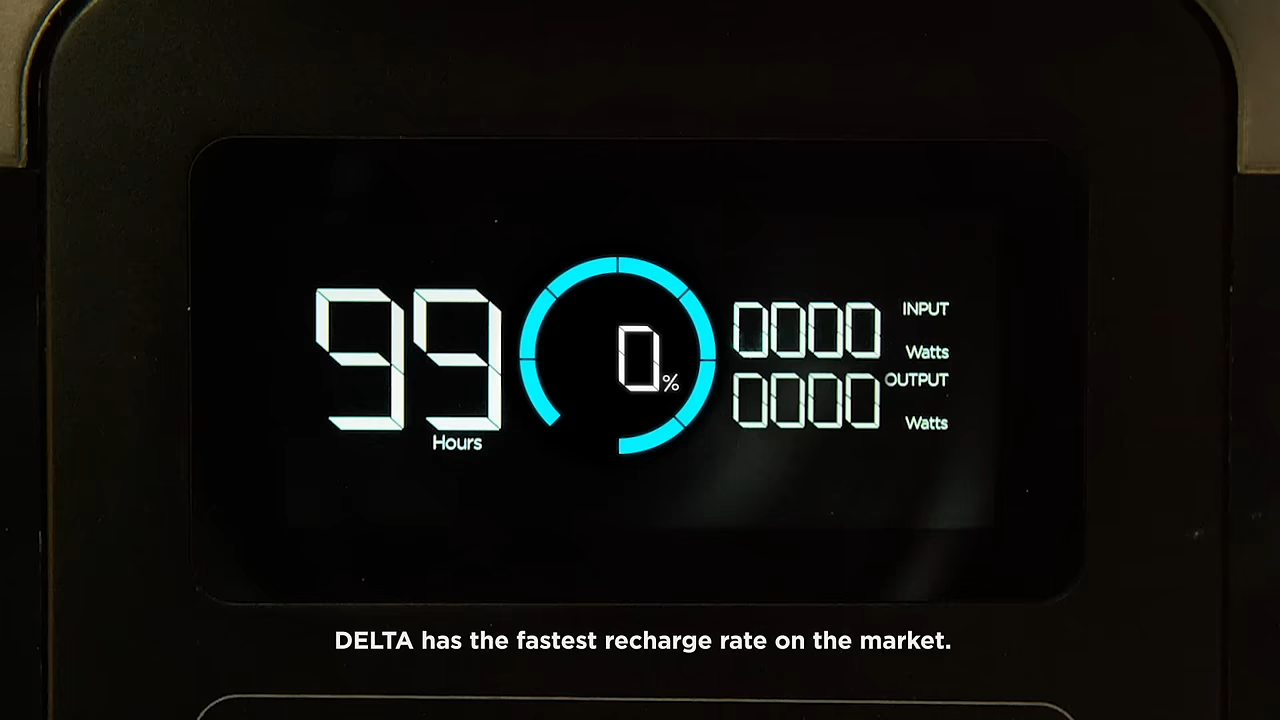 99
Hours
0%
0000 INPUT
Watts
0000 OUTPUT
Watts
DELTA has the fastest recharge rate on the market.